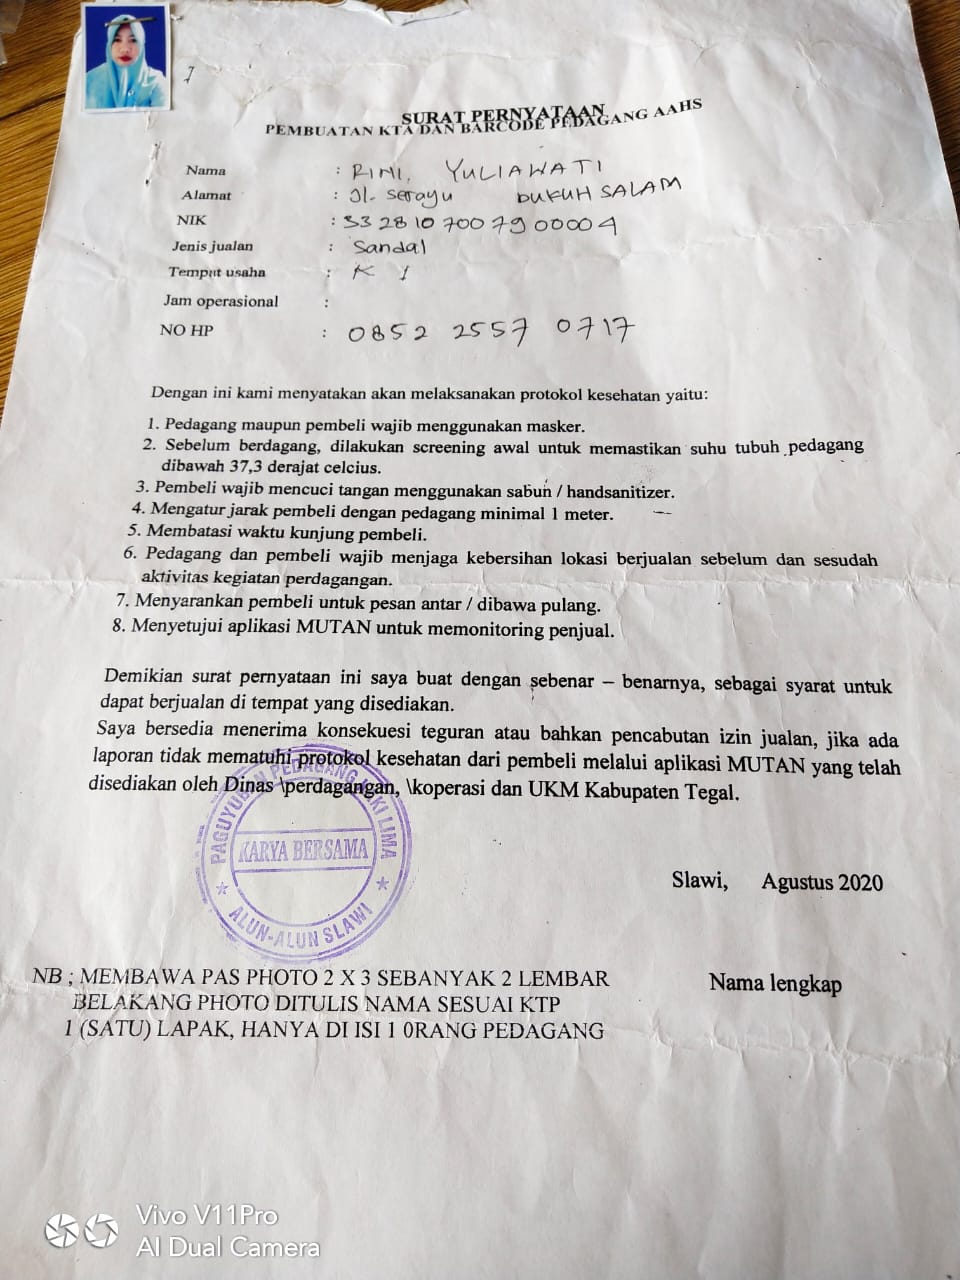 SURAT PERNYATAAN
PEMBUATAN KTA DAN BARCODE PEDAGANG AAHS
Nama : RINI, YULIAWATI
Alamat : Jl. Serayu DUKUH SALAM
NIK : 33 28 10 700 79 00004
Jenis jualan : Sandal
Temput usaha : K 1
Jam operasional :
NO HP : 0852 2557 0717
Dengan ini kami menyatakan akan melaksanakan protokol kesehatan yaitu:
1. Pedagang maupun pembeli wajib menggunakan masker.
2. Sebelum berdagang, dilakukan screening awal untuk memastikan suhu tubuh pedagang
dibawah 37,3 derajat celcius.
3. Pembeli wajib mencuci tangan menggunakan sabun / handsanitizer.
4. Mengatur jarak pembeli dengan pedagang minimal 1 meter.
5. Membatasi waktu kunjung pembeli.
6. Pedagang dan pembeli wajib menjaga kebersihan lokasi berjualan sebelum dan sesudah
aktivitas kegiatan perdagangan.
7. Menyarankan pembeli untuk pesan antar / dibawa pulang.
8. Menyetujui aplikasi MUTAN untuk memonitoring penjual.
Demikian surat pernyataan ini saya buat dengan sebenar – benarnya, sebagai syarat untuk
dapat berjualan di tempat yang disediakan.
Saya bersedia menerima konsekuesi teguran atau bahkan pencabutan izin jualan, jika ada
laporan tidak mematuhi protokol kesehatan dari pembeli melalui aplikasi MUTAN yang telah
disediakan oleh Dinas \perdagangan, \koperasi dan UKM Kabupaten Tegal.
PAGUYUBAN PEDAGANG KAKI LIMA
KARYA BERSAMA
ALUN-ALUN SLAWI
Slawi, Agustus 2020
Nama lengkap
NB ; MEMBAWA PAS PHOTO 2 X 3 SEBANYAK 2 LEMBAR
BELAKANG PHOTO DITULIS NAMA SESUAI KTP
1 (SATU) LAPAK, HANYA DI ISI 1 0RANG PEDAGANG
Vivo V11Pro
AI Dual Camera